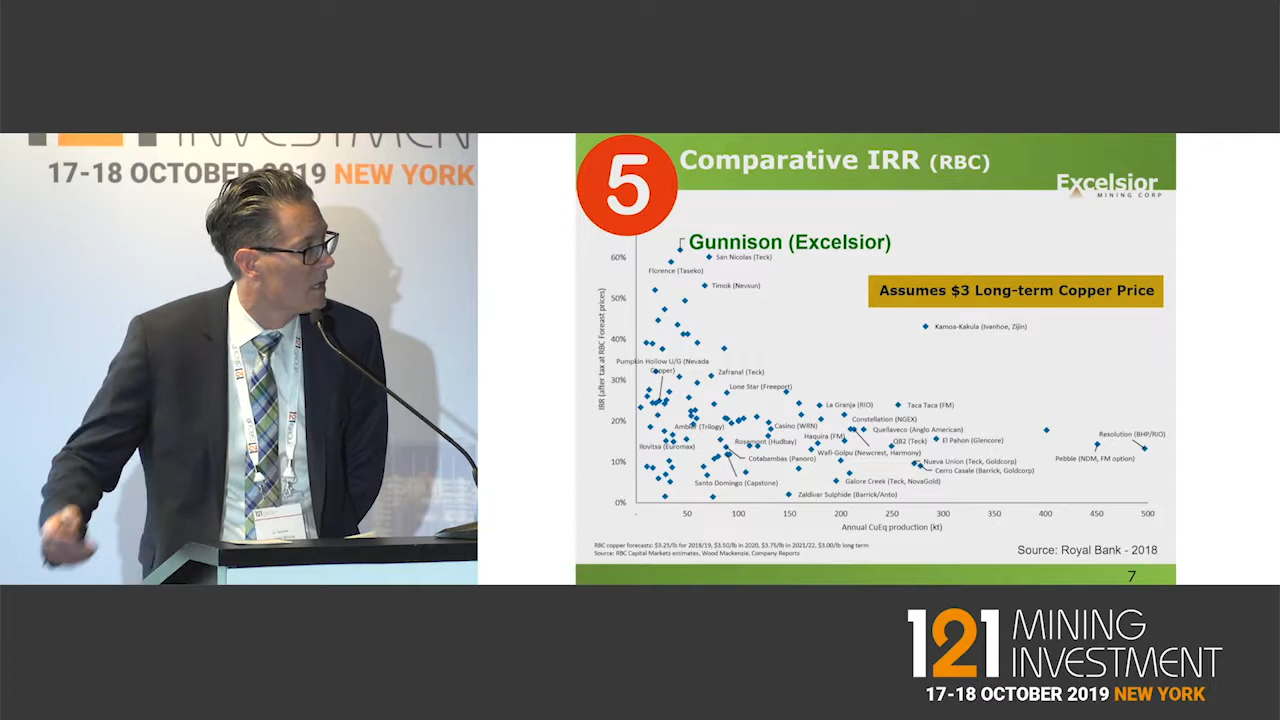 121 INVESTMENT
17-18 OCTOBER 2019 NEW YORK
121
121
5
Comparative IRR (RBC)
Excelsior
MINING CORP
Gunnison (Excelsior)
San Nicolas (Teck)
Florence (Taseko)
Timok (Nevsun)
Assumes $3 Long-term Copper Price
Kamoa-Kakula (Ivanhoe, Zijin)
Pumpkin Hollow U/G (Nevada
Copper)
Zafranal (Teck)
Lone Star (Freeport)
La Granja (RIO)
Taca Taca (FM)
Constellation (NGEX)
Ambler (Trilogy)
Casino (WRN)
Quellaveco (Anglo American)
Haquira (FM)
QB2 (Teck)
El Pahon (Glencore)
Resolution (BHP/RIO)
Ilovitsa (Euromax)
Rosemont (Hudbay)
Wafi-Golpu (Newcrest, Harmony)
Cotabambas (Panoro)
Pebble (NDM, FM option)
Nueva Union (Teck, Goldcorp)
Cerro Casale (Barrick, Goldcorp)
Santo Domingo (Capstone)
Galore Creek (Teck, NovaGold)
Zaldivar Sulphide (Barrick/Anto)
IRR (after tax at RBC Foreast prices)
60%
50%
40%
30%
20%
10%
0%
- 50 100 150 200 250 300 350 400 450 500
Annual CuEq production (kt)
RBC copper forecasts: $3.25/lb for 2018/19, $3.50/lb in 2020, $3.75/lb in 2021/22, $3.00/lb long term
Source: RBC Capital Markets estimates, Wood Mackenzie, Company Reports
Source: Royal Bank - 2018
7
121 MINING
INVESTMENT
17-18 OCTOBER 2019 NEW YORK